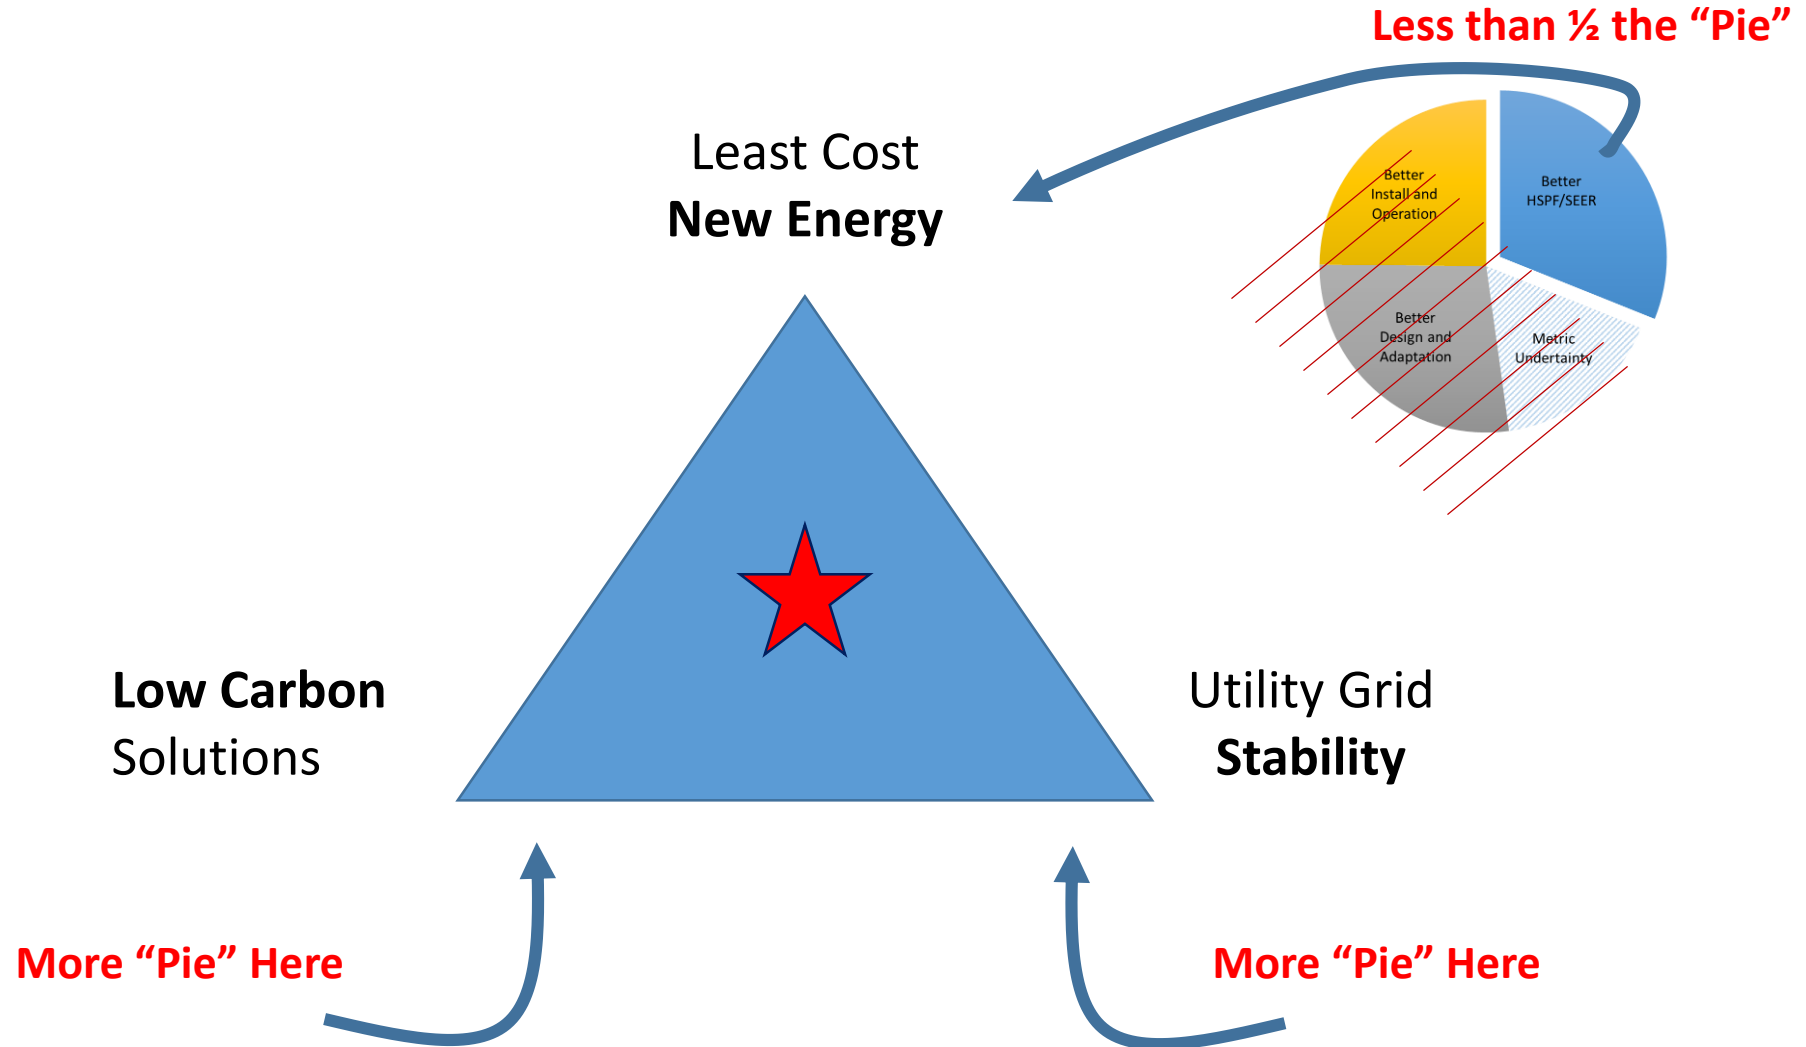 Less than ½ the “Pie”
Least Cost
New Energy
Better
Install and
Operation
Better
HSPF/SEER
Better
Design and
Adaptation
Metric
Undertainty
Low Carbon
Solutions
Utility Grid
Stability
More “Pie” Here
More “Pie” Here